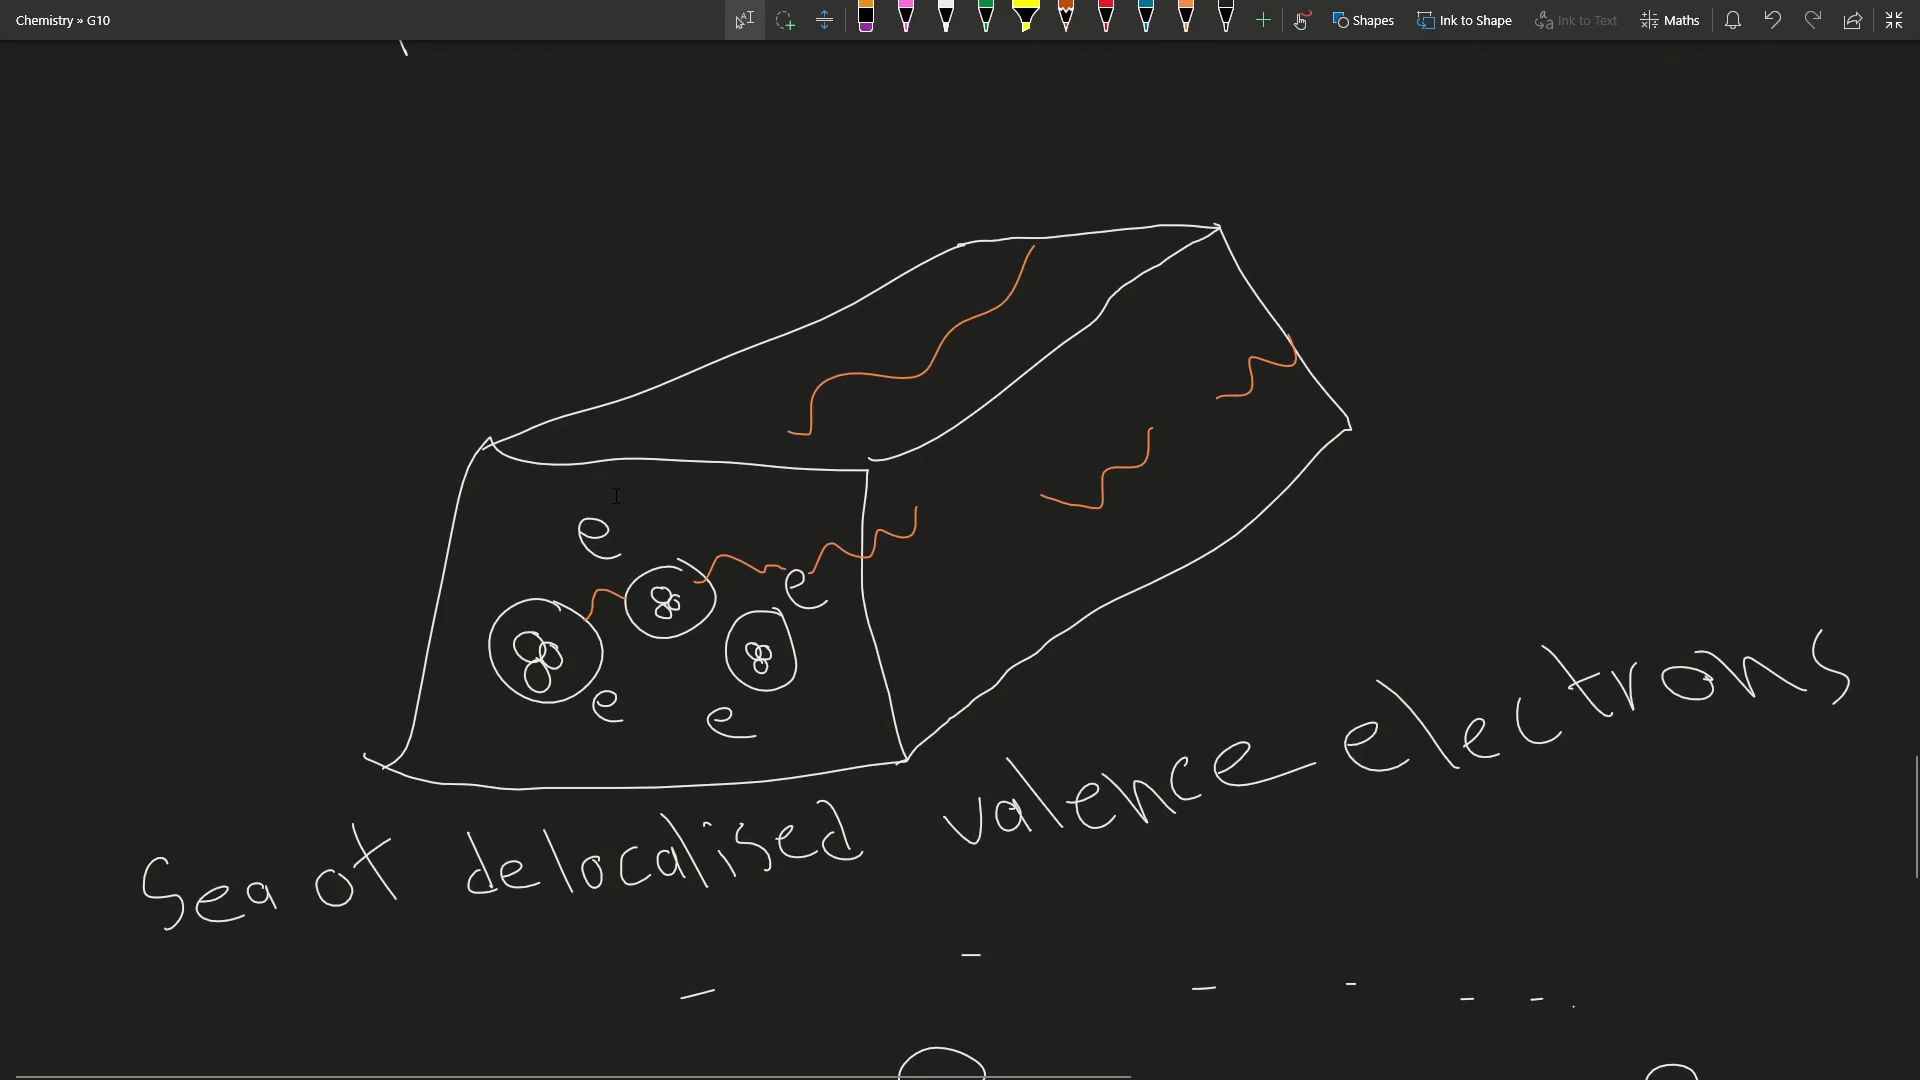 Chemistry » G10
Shapes
Ink to Shape
Ink to Text
Maths
e
e
e
e
Sea of delocalised valence electrons